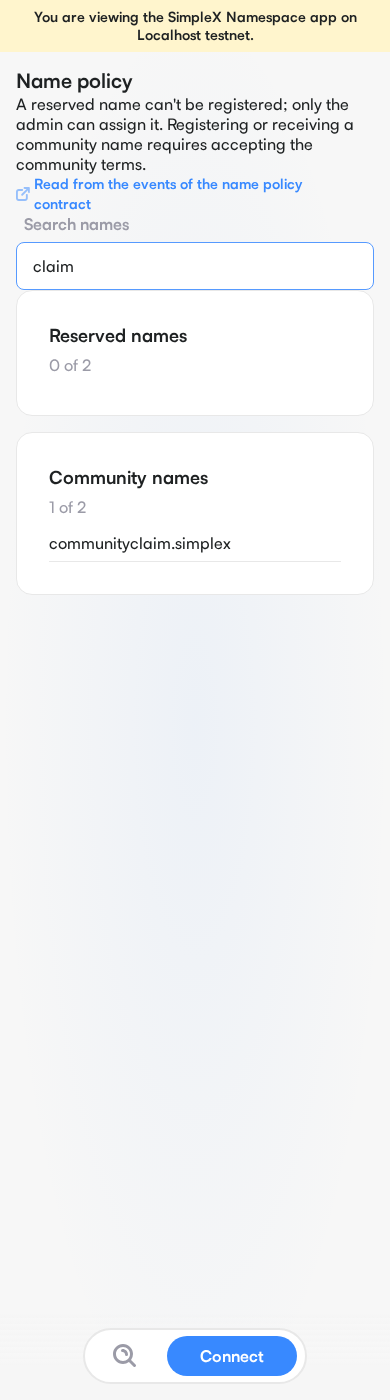 You are viewing the SimpleX Namespace app on
Localhost testnet.
Name policy
A reserved name can't be registered; only the
admin can assign it. Registering or receiving a
community name requires accepting the
community terms.
Read from the events of the name policy
contract
Search names
claim
Reserved names
0 of 2
Community names
1 of 2
communityclaim.simplex
Connect